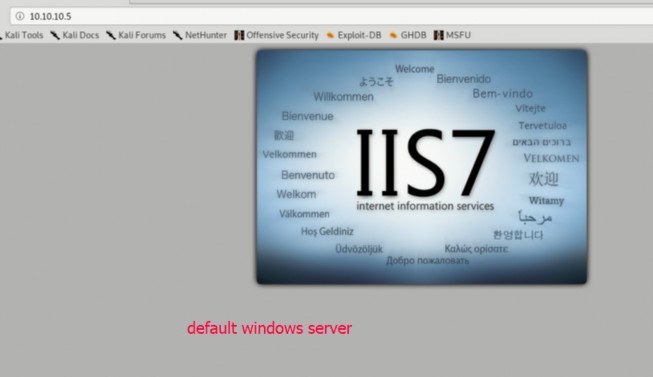 10.10.10.5
Kali Tools Kali Docs Kali Forums NetHunter Offensive Security Exploit-DB GHDB MSFU
Welcome
ようこそ Bienvenido
Willkommen Bem-vindo
Vítejte
Bienvenue
Tervetuloa
歡迎
ברוכים הבאים
Velkommen
VELKOMEN
IIS7
Benvenuto
欢迎
Welkom
Witamy
internet information services
Välkommen
مرحباً
Hoş Geldiniz
환영합니다
Üdvözöljük Καλώς ορίσατε
Добро пожаловать
default windows server